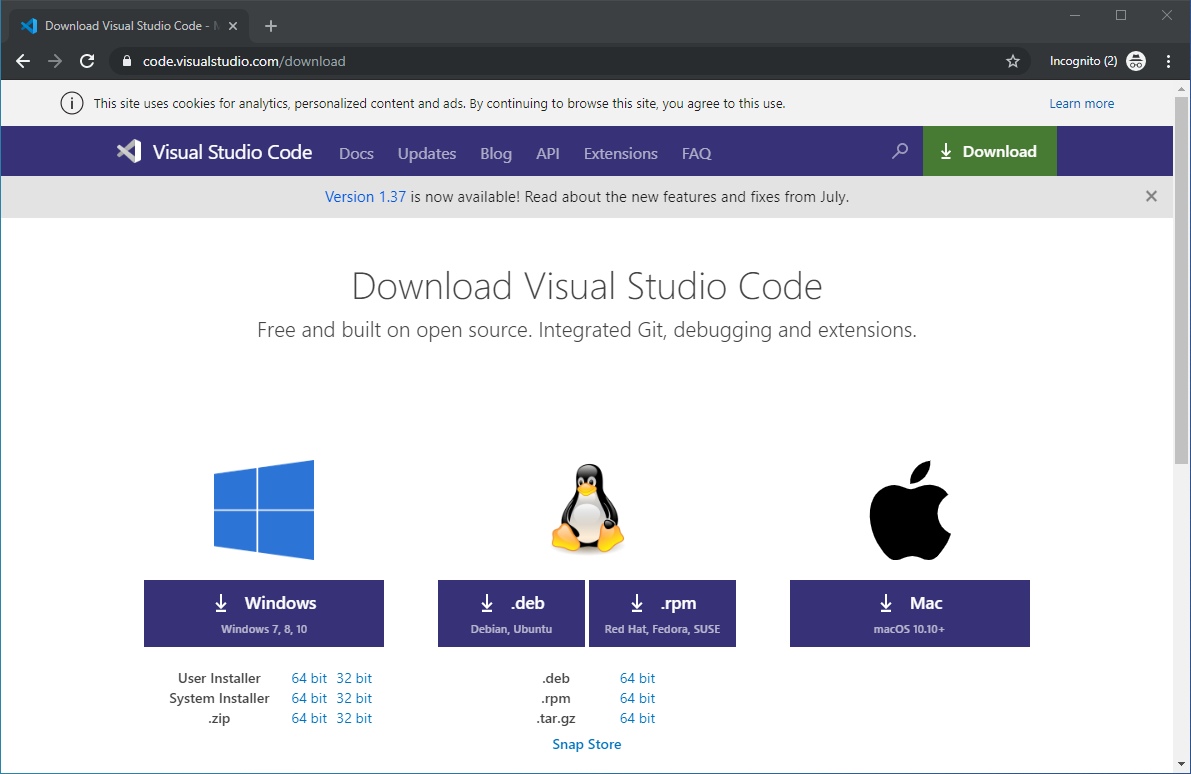 Download Visual Studio Code -
code.visualstudio.com/download
Incognito (2)
This site uses cookies for analytics, personalized content and ads. By continuing to browse this site, you agree to this use.
Learn more
Visual Studio Code Docs Updates Blog API Extensions FAQ Download
Version 1.37 is now available! Read about the new features and fixes from July.
Download Visual Studio Code
Free and built on open source. Integrated Git, debugging and extensions.
Windows
Windows 7, 8, 10
.deb
Debian, Ubuntu
.rpm
Red Hat, Fedora, SUSE
Mac
macOS 10.10+
User Installer 64 bit 32 bit
System Installer 64 bit 32 bit
.zip 64 bit 32 bit
.deb 64 bit
.rpm 64 bit
.tar.gz 64 bit
Snap Store